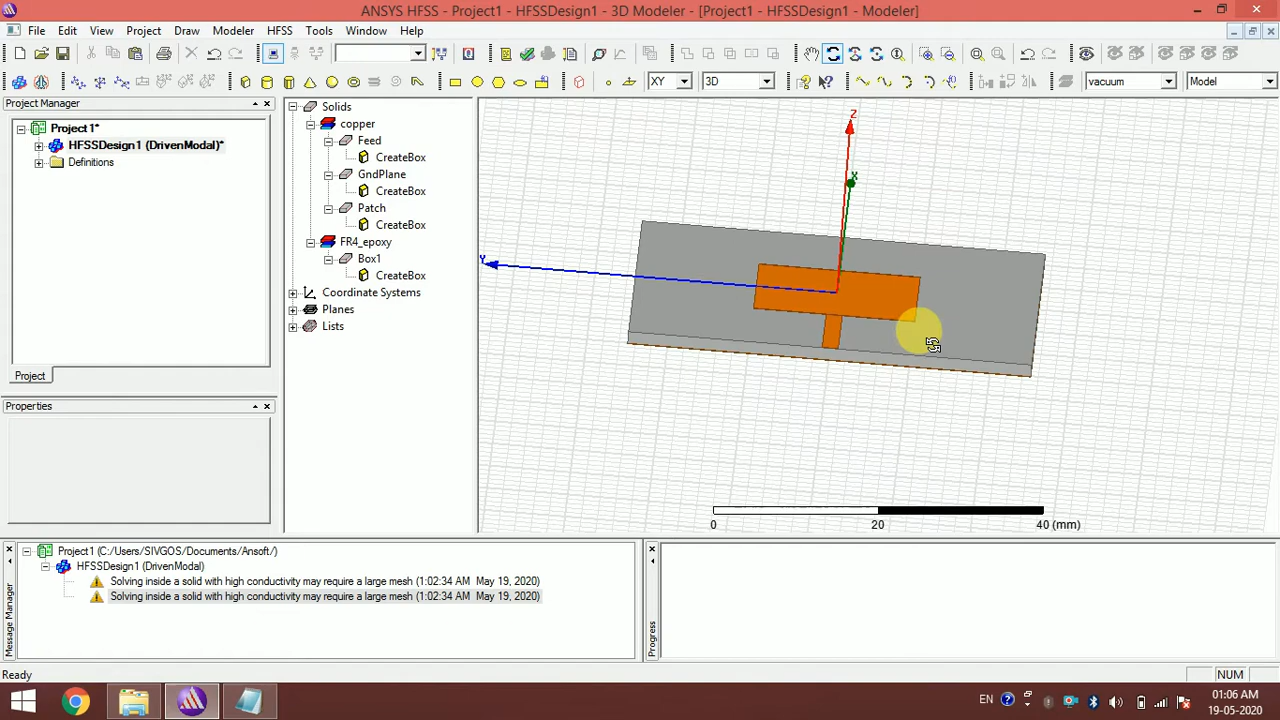 ANSYS HFSS - Project1 - HFSSDesign1 - 3D Modeler - [Project1 - HFSSDesign1 - Modeler]
File Edit View Project Draw Modeler HFSS Tools Window Help
XY 3D vacuum Model
Project Manager
Project1*
HFSSDesign1 (DrivenModal)*
Definitions
Project
Properties
Solids
copper
Feed
CreateBox
GndPlane
CreateBox
Patch
CreateBox
FR4_epoxy
Box1
CreateBox
Coordinate Systems
Planes
Lists
Z
X
Y
0 20 40 (mm)
Message Manager
Project1 (C:/Users/SIVGOS/Documents/Ansoft/)
HFSSDesign1 (DrivenModal)
Solving inside a solid with high conductivity may require a large mesh (1:02:34 AM May 19, 2020)
Solving inside a solid with high conductivity may require a large mesh (1:02:34 AM May 19, 2020)
Progress
Ready NUM
EN 01:06 AM
19-05-2020